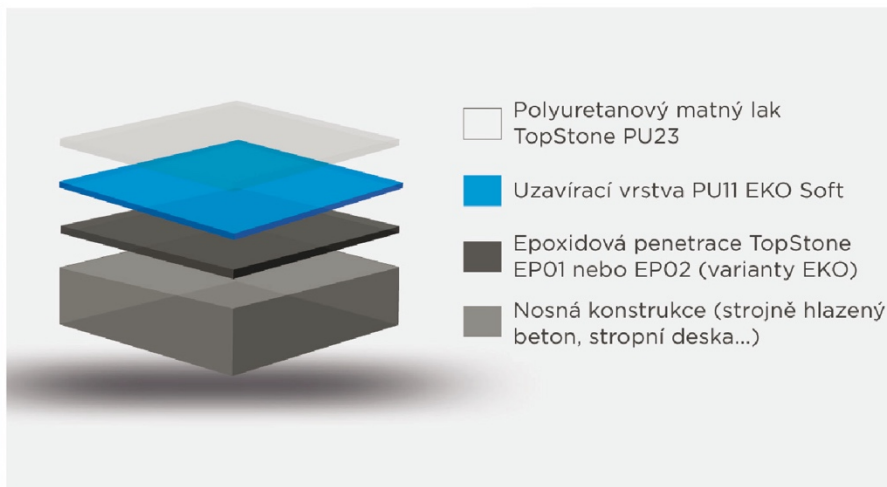 Polyuretanový matný lak
TopStone PU23
Uzavírací vrstva PU11 EKO Soft
Epoxidová penetrace TopStone
EP01 nebo EP02 (varianty EKO)
Nosná konstrukce (strojně hlazený
beton, stropní deska...)